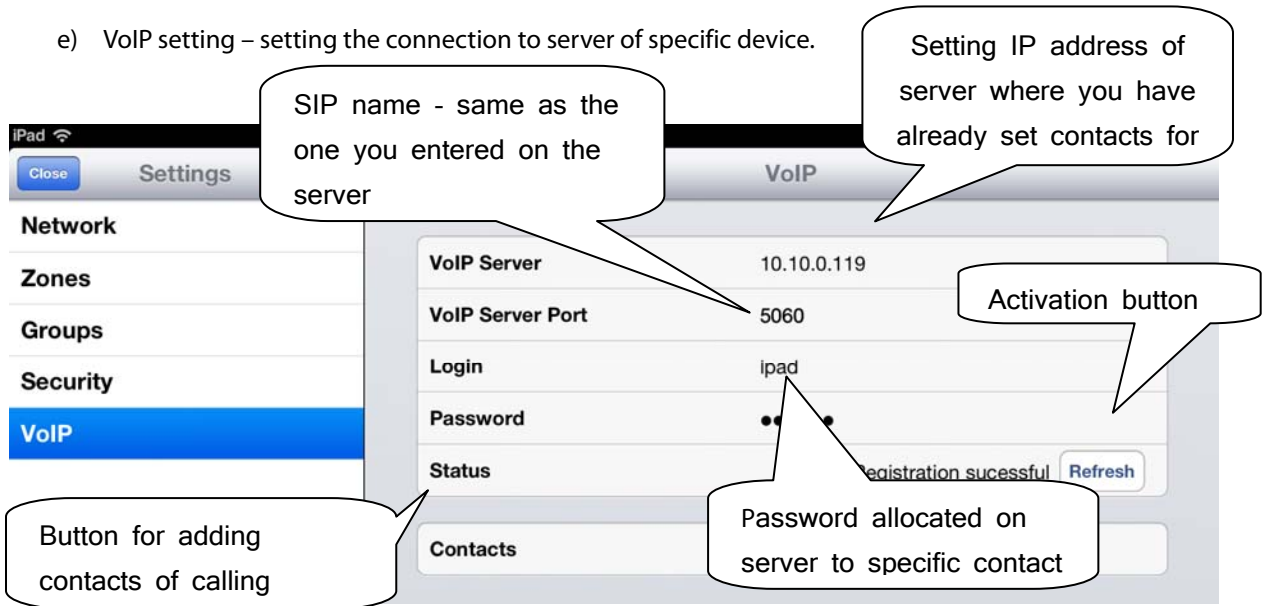 e) VoIP setting – setting the connection to server of specific device.
Setting IP address of
server where you have
already set contacts for
SIP name - same as the
one you entered on the
server
iPad
Close Settings
VoIP
Network
Zones
Groups
Security
VoIP
VoIP Server 10.10.0.119
VoIP Server Port 5060
Login ipad
Password
Status Registration sucessful Refresh
Contacts
Activation button
Button for adding
contacts of calling
Password allocated on
server to specific contact